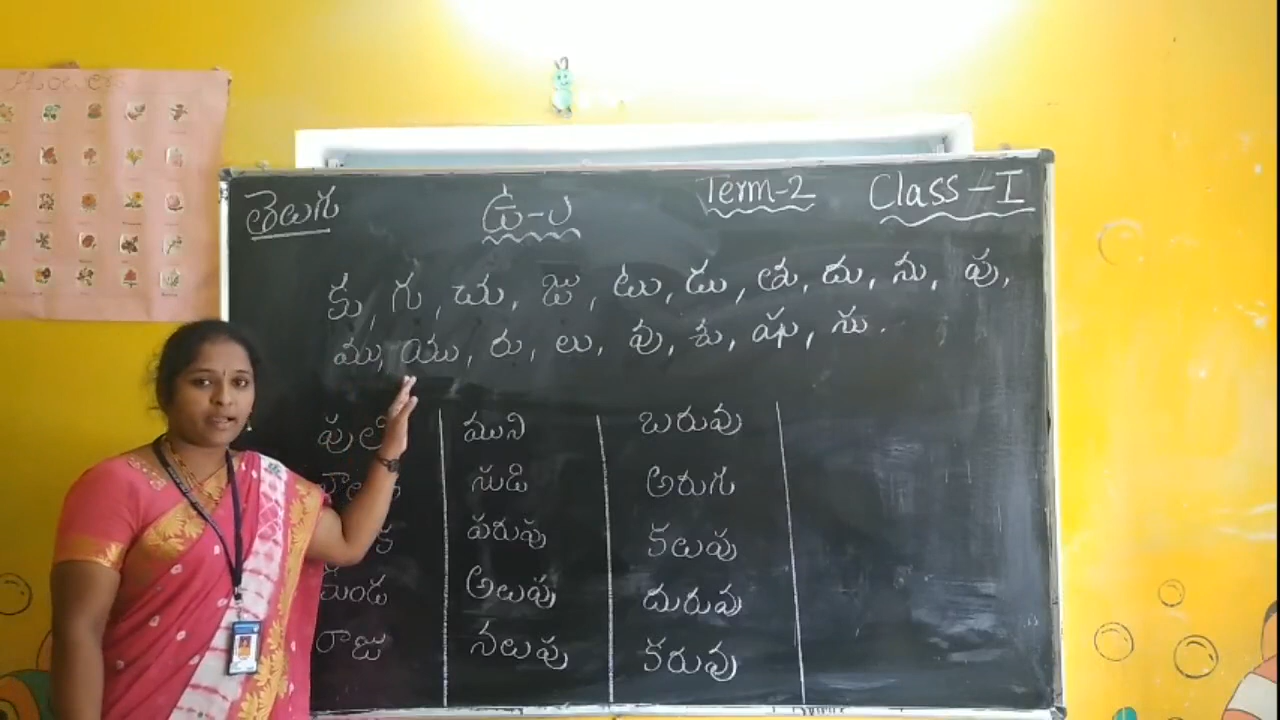 తెలుగు ఉ-ు Term-2 Class-I
కు, గు, చు, జు, టు, డు, తు, దు, ను, పు,
ము, యు, రు, లు, వు, శు, షు, సు.
ముని బరువు
సుడి అరుగు
పరుపు కలుపు
అలుపు దురుపు
రాజు నలుపు కరువు